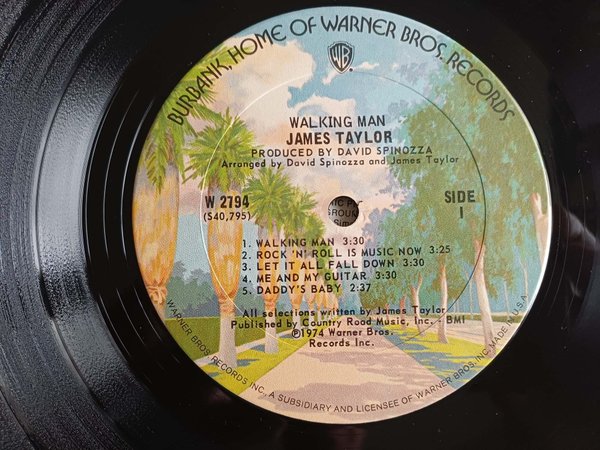 BURBANK, HOME OF WARNER BROS. RECORDS
WB
WALKING MAN
JAMES TAYLOR
PRODUCED BY DAVID SPINOZZA
Arranged by David Spinozza and James Taylor
W 2794
(S40,795)
SIDE
1
1. WALKING MAN 3:30
2. ROCK 'N' ROLL IS MUSIC NOW 3:25
3. LET IT ALL FALL DOWN 3:30
4. ME AND MY GUITAR 3:30
5. DADDY'S BABY 2:37
All selections written by James Taylor
Published by Country Road Music, Inc. - BMI
Ⓟ1974 Warner Bros.
Records Inc.
WARNER BROS. RECORDS INC. A SUBSIDIARY AND LICENSEE OF WARNER BROS. INC. MADE IN U.S.A.